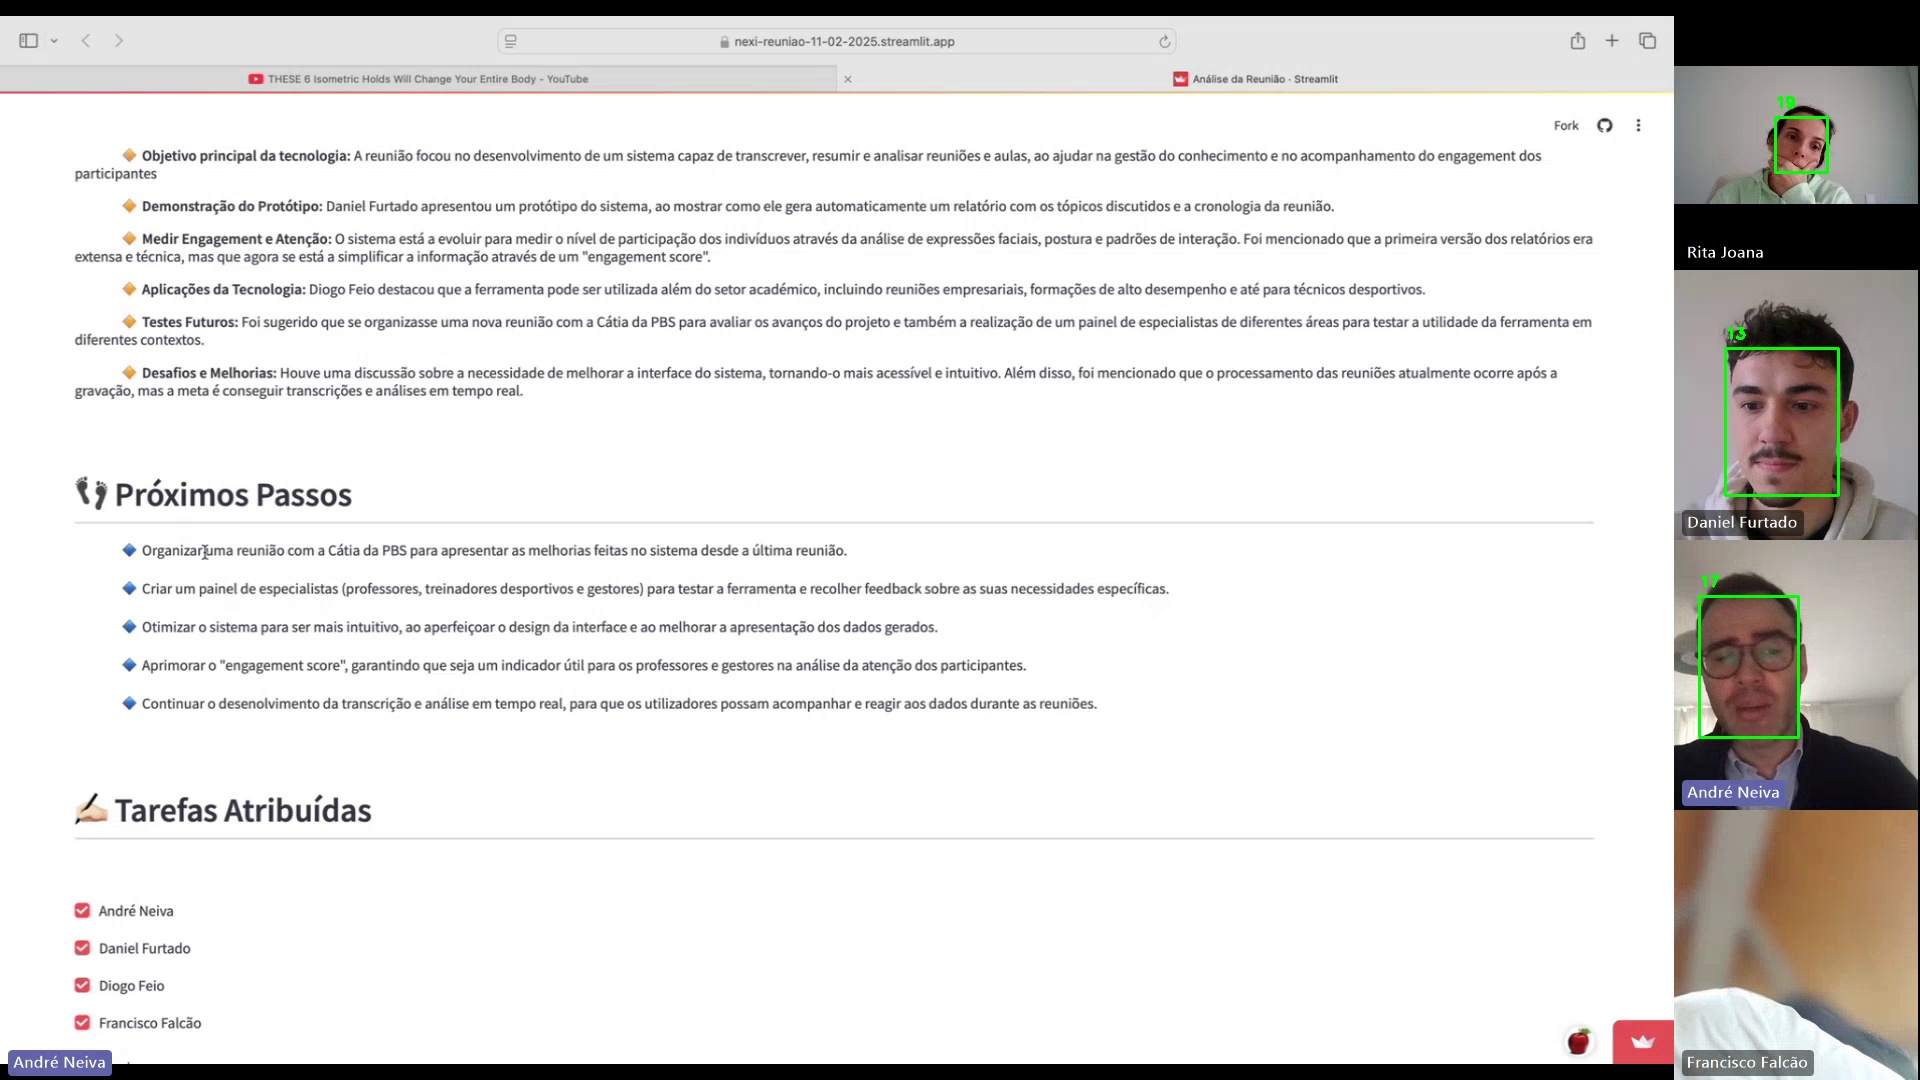 nexi-reuniao-11-02-2025.streamlit.app
THESE 6 Isometric Holds Will Change Your Entire Body - YouTube
Análise da Reunião · Streamlit
Fork
Objetivo principal da tecnologia: A reunião focou no desenvolvimento de um sistema capaz de transcrever, resumir e analisar reuniões e aulas, ao ajudar na gestão do conhecimento e no acompanhamento do engagement dos
participantes
Demonstração do Protótipo: Daniel Furtado apresentou um protótipo do sistema, ao mostrar como ele gera automaticamente um relatório com os tópicos discutidos e a cronologia da reunião.
Medir Engagement e Atenção: O sistema está a evoluir para medir o nível de participação dos indivíduos através da análise de expressões faciais, postura e padrões de interação. Foi mencionado que a primeira versão dos relatórios era
extensa e técnica, mas que agora se está a simplificar a informação através de um "engagement score".
Aplicações da Tecnologia: Diogo Feio destacou que a ferramenta pode ser utilizada além do setor académico, incluindo reuniões empresariais, formações de alto desempenho e até para técnicos desportivos.
Testes Futuros: Foi sugerido que se organizasse uma nova reunião com a Cátia da PBS para avaliar os avanços do projeto e também a realização de um painel de especialistas de diferentes áreas para testar a utilidade da ferramenta em
diferentes contextos.
Desafios e Melhorias: Houve uma discussão sobre a necessidade de melhorar a interface do sistema, tornando-o mais acessível e intuitivo. Além disso, foi mencionado que o processamento das reuniões atualmente ocorre após a
gravação, mas a meta é conseguir transcrições e análises em tempo real.
Próximos Passos
Organizar uma reunião com a Cátia da PBS para apresentar as melhorias feitas no sistema desde a última reunião.
Criar um painel de especialistas (professores, treinadores desportivos e gestores) para testar a ferramenta e recolher feedback sobre as suas necessidades específicas.
Otimizar o sistema para ser mais intuitivo, ao aperfeiçoar o design da interface e ao melhorar a apresentação dos dados gerados.
Aprimorar o "engagement score", garantindo que seja um indicador útil para os professores e gestores na análise da atenção dos participantes.
Continuar o desenolvimento da transcrição e análise em tempo real, para que os utilizadores possam acompanhar e reagir aos dados durante as reuniões.
Tarefas Atribuídas
André Neiva
Daniel Furtado
Diogo Feio
Francisco Falcão
André Neiva
19
Rita Joana
13
Daniel Furtado
17
André Neiva
Francisco Falcão